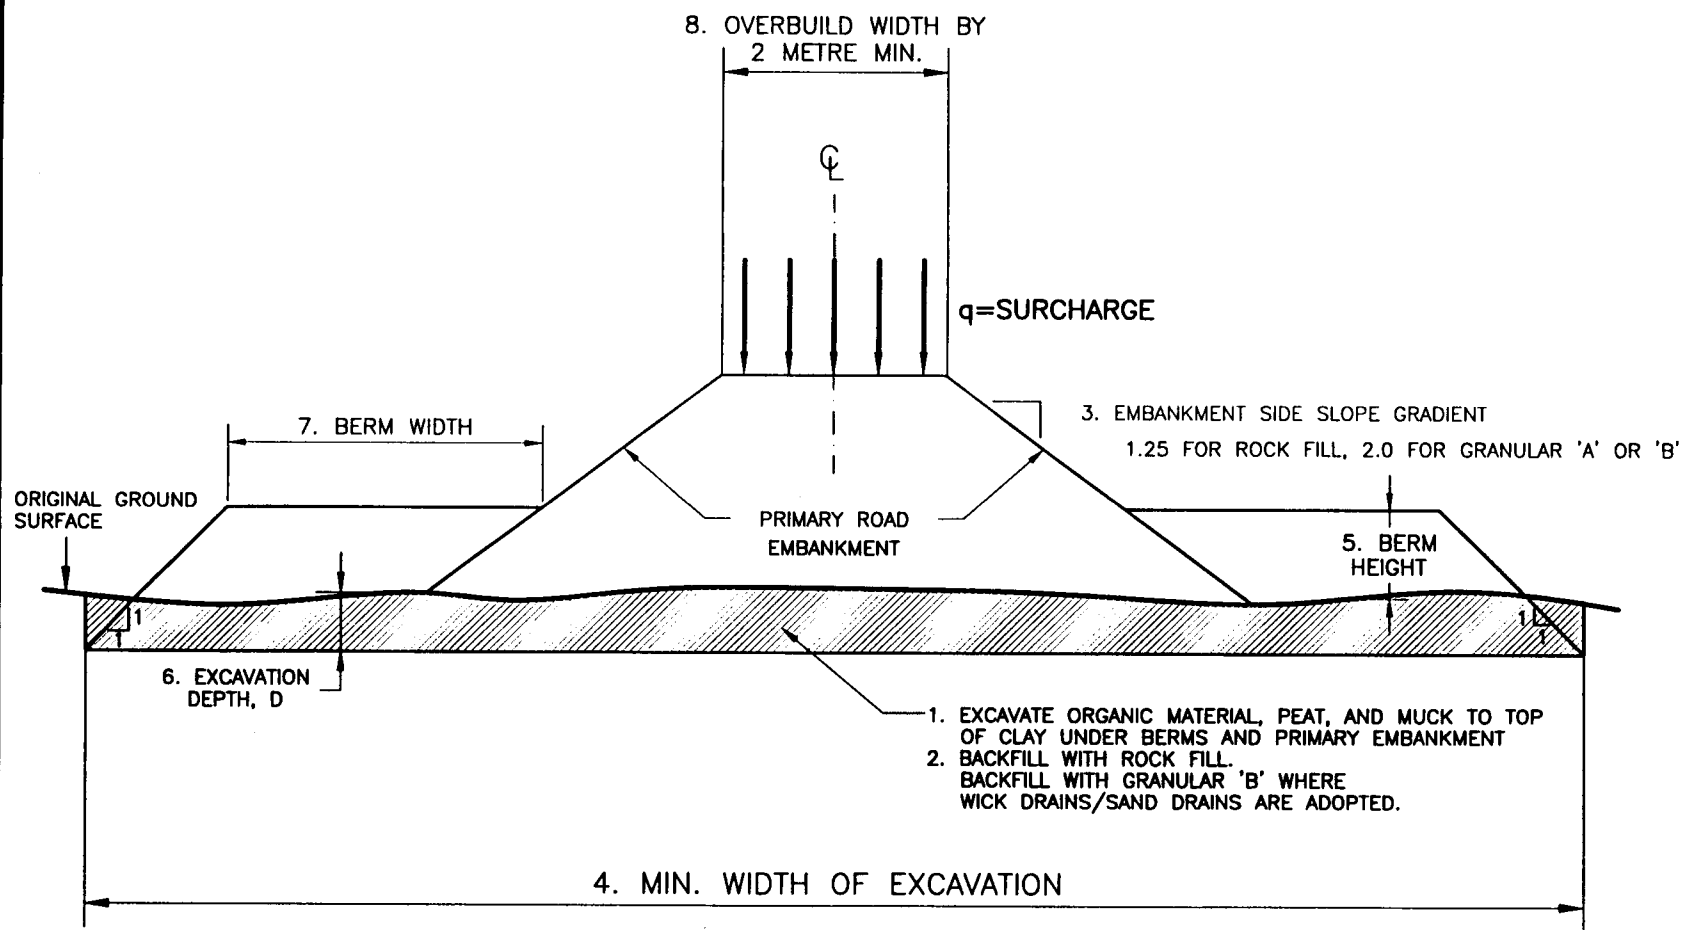 8. OVERBUILD WIDTH BY
2 METRE MIN.
℄
q=SURCHARGE
7. BERM WIDTH
3. EMBANKMENT SIDE SLOPE GRADIENT
1.25 FOR ROCK FILL, 2.0 FOR GRANULAR 'A' OR 'B'
ORIGINAL GROUND
SURFACE
PRIMARY ROAD
EMBANKMENT
5. BERM
HEIGHT
1
1
1
1
6. EXCAVATION
DEPTH, D
1. EXCAVATE ORGANIC MATERIAL, PEAT, AND MUCK TO TOP
OF CLAY UNDER BERMS AND PRIMARY EMBANKMENT
2. BACKFILL WITH ROCK FILL.
BACKFILL WITH GRANULAR 'B' WHERE
WICK DRAINS/SAND DRAINS ARE ADOPTED.
4. MIN. WIDTH OF EXCAVATION